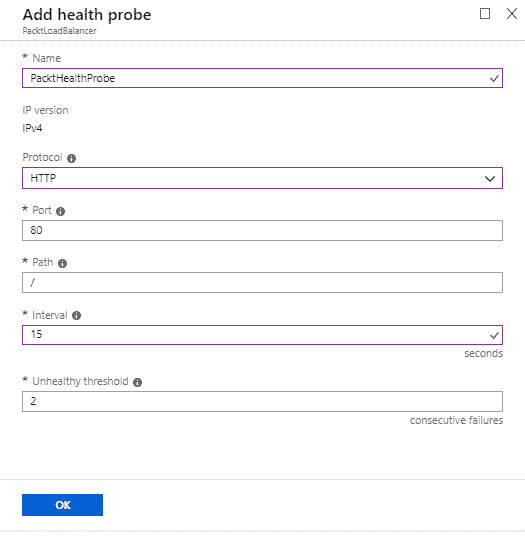 Add health probe
PacktLoadBalancer
* Name
PacktHealthProbe
IP version
IPv4
Protocol
HTTP
* Port
80
* Path
/
* Interval
15
seconds
* Unhealthy threshold
2
consecutive failures
OK